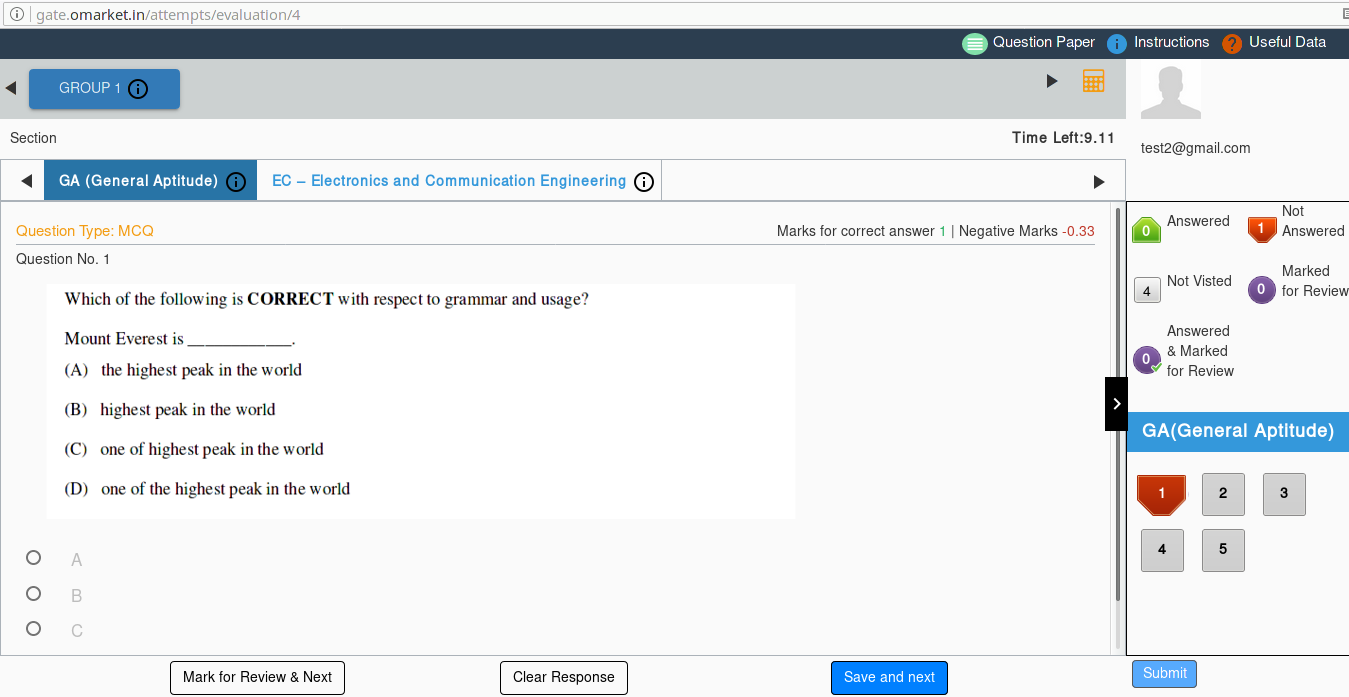 gate.omarket.in/attempts/evaluation/4
Question Paper Instructions Useful Data
GROUP 1
Section
Time Left:9.11
test2@gmail.com
GA (General Aptitude) EC – Electronics and Communication Engineering
Question Type: MCQ
Marks for correct answer 1 | Negative Marks -0.33
Question No. 1
Which of the following is CORRECT with respect to grammar and usage?
Mount Everest is ____________.
(A) the highest peak in the world
(B) highest peak in the world
(C) one of highest peak in the world
(D) one of the highest peak in the world
A
B
C
Mark for Review & Next
Clear Response
Save and next
0 Answered
1 Not
Answered
4 Not Visted
0 Marked
for Review
0 Answered
& Marked
for Review
GA(General Aptitude)
1 2 3
4 5
Submit